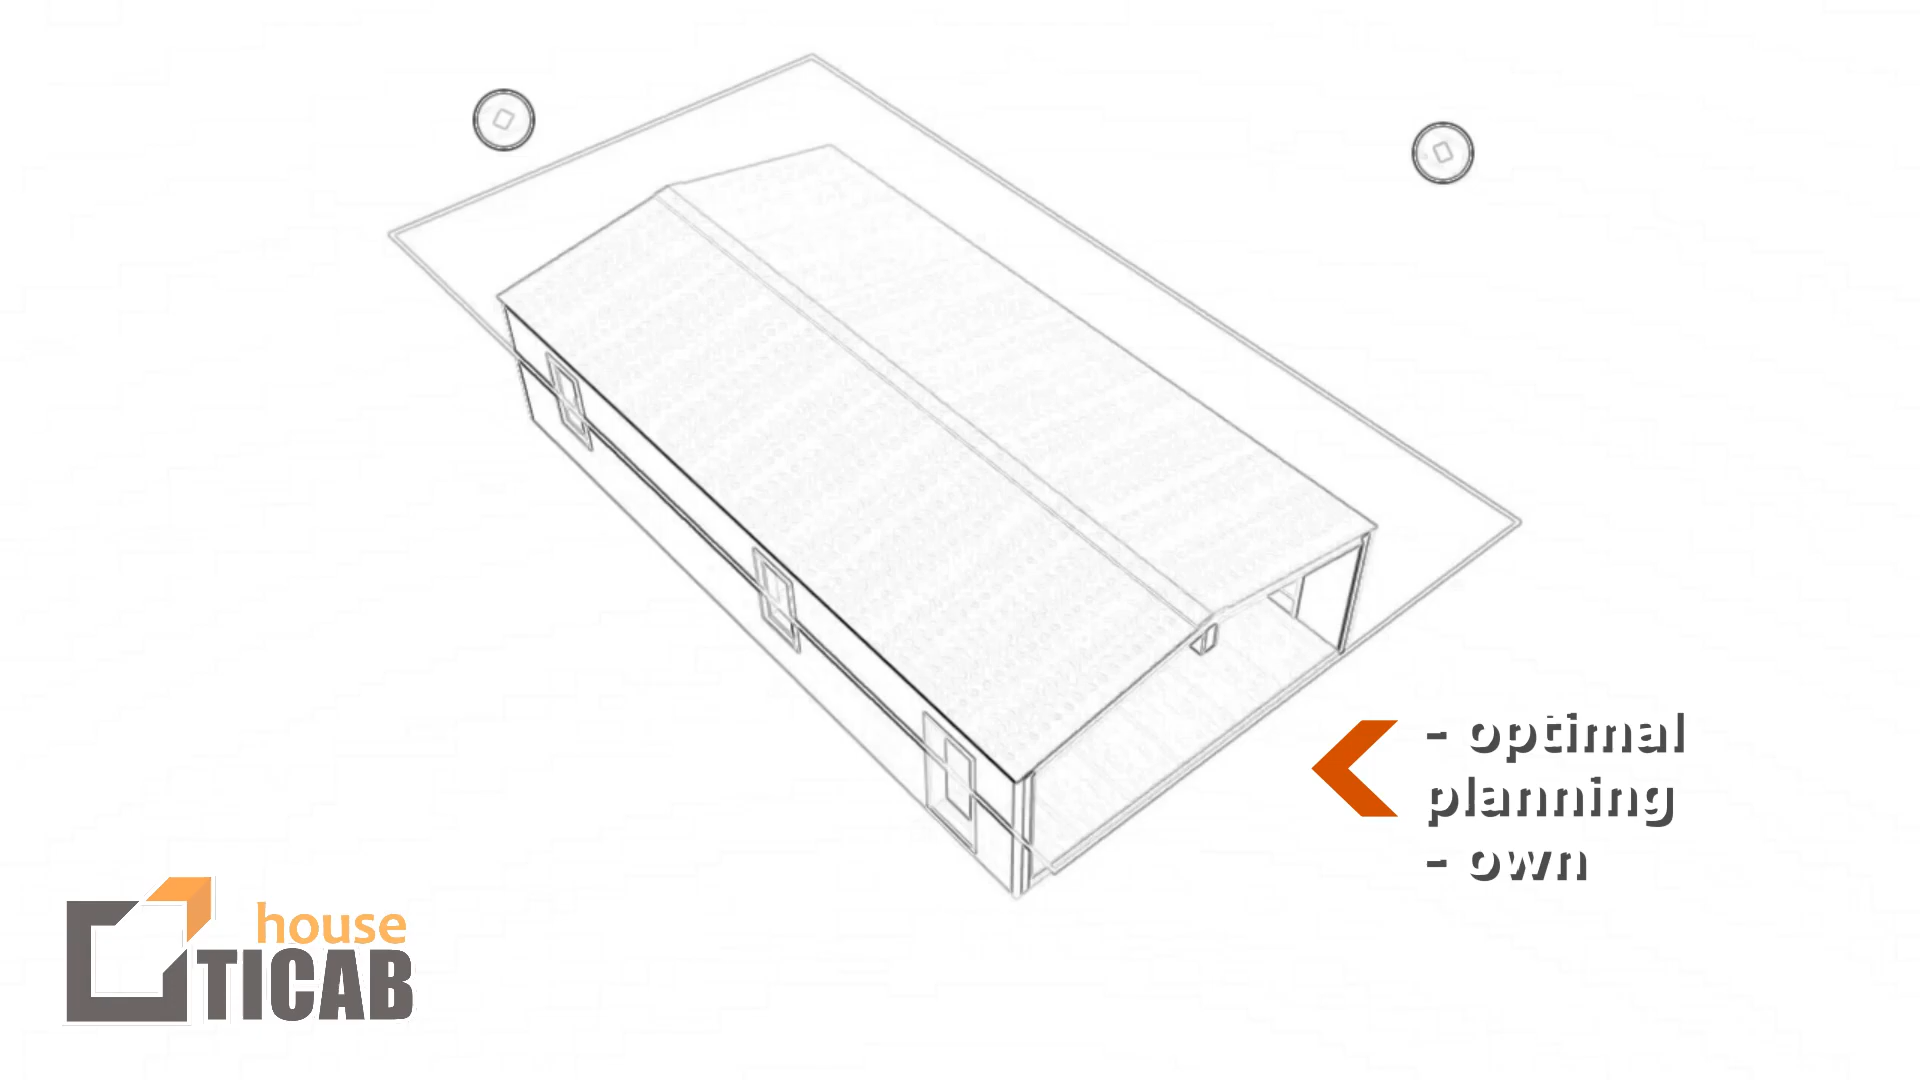 - optimal
planning
- own
house
TICAB